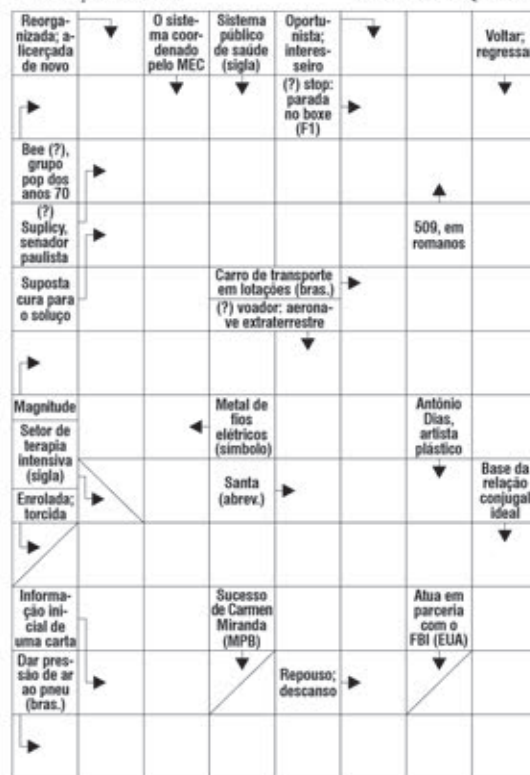 Reorga-
nizada; a-
licerçada
de novo
O siste-
ma coor-
denado
pelo MEC
Sistema
público
de saúde
(sigla)
Oportu-
nista;
interes-
seiro
Voltar;
regressar
(?) stop:
parada
no boxe
(F1)
Bee (?),
grupo
pop dos
anos 70
(?)
Suplicy,
senador
paulista
509, em
romanos
Suposta
cura para
o soluço
Carro de transporte
em lotações (bras.)
(?) voador: aerona-
ve extraterrestre
Magnitude
Setor de
terapia
intensiva
(sigla)
Enrolada;
torcida
Metal de
fios
elétricos
(símbolo)
Antônio
Dias,
artista
plástico
Santa
(abrev.)
Base da
relação
conjugal
ideal
Informa-
ção ini-
cial de
uma carta
Sucesso
de Carmen
Miranda
(MPB)
Atua em
parceria
com o
FBI (EUA)
Dar pres-
são de ar
ao pneu
(bras.)
Repouso;
descanso